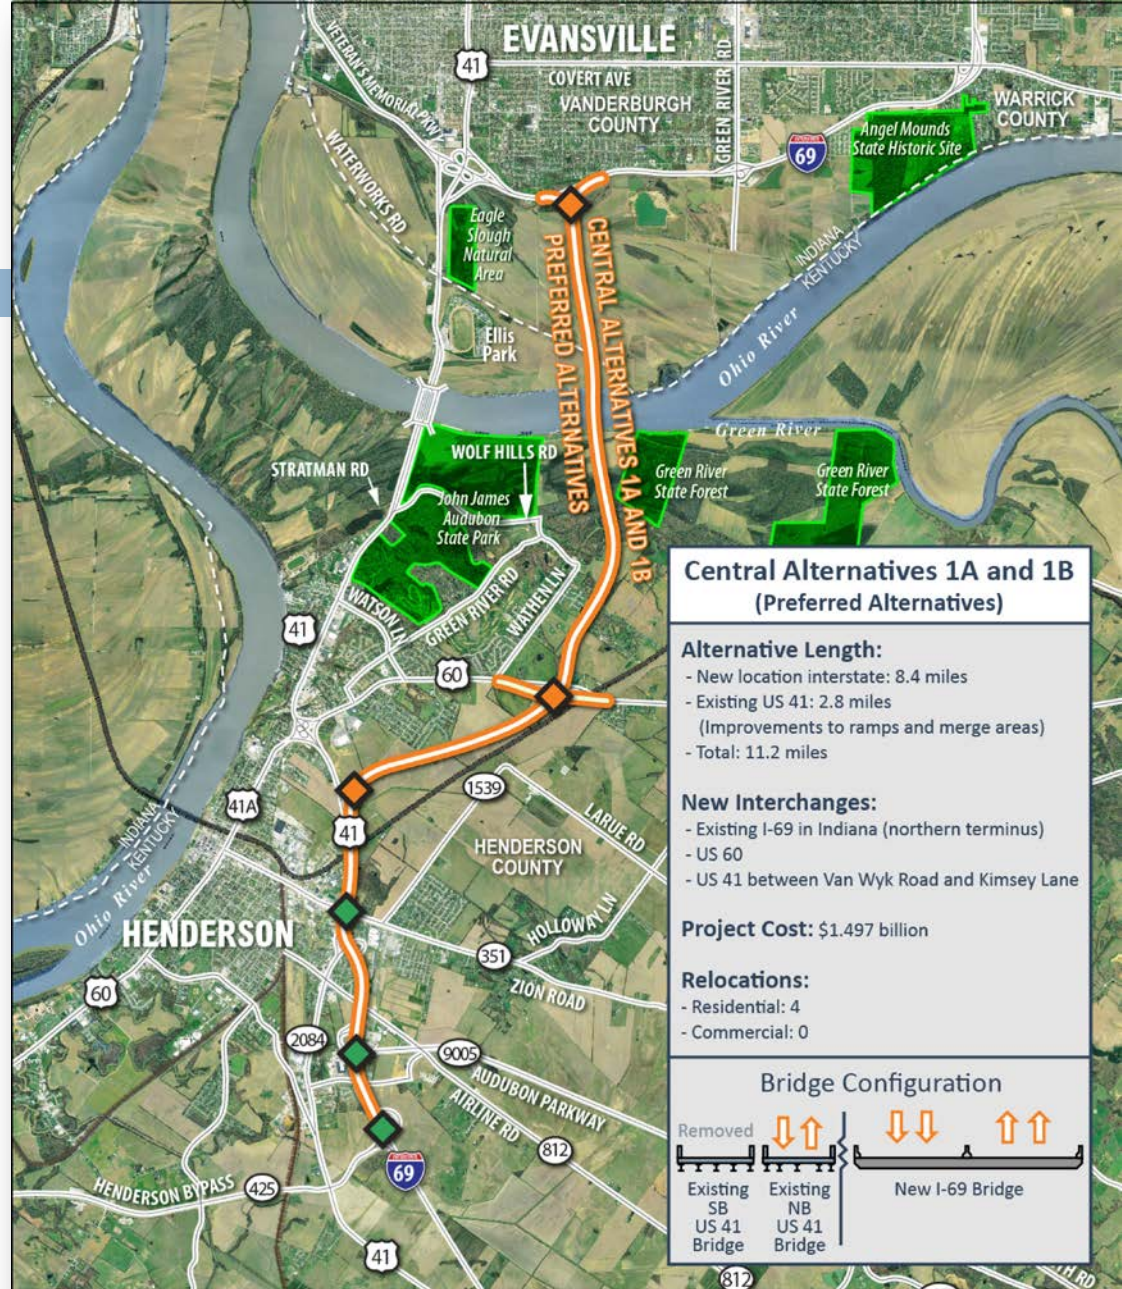 EVANSVILLE
41
COVERT AVE
VETERAN'S MEMORIAL PKWY
VANDERBURGH
COUNTY
GREEN RIVER RD
WARRICK
COUNTY
Angel Mounds
State Historic Site
69
WATERWORKS RD
Eagle
Slough
Natural
Area
CENTRAL ALTERNATIVES 1A AND 1B
PREFERRED ALTERNATIVES
INDIANA
KENTUCKY
Ohio River
Ellis
Park
Green River
WOLF HILLS RD
STRATMAN RD
John James
Audubon
State Park
Green River
State Forest
Green River
State Forest
WATSON LN
GREEN RIVER RD
WATHEN LN
41
60
1539
LARUE RD
41A
41
INDIANA
KENTUCKY
HENDERSON
COUNTY
HOLLOWAY LN
Ohio River
HENDERSON
351
ZION ROAD
60
2084
9005
AUDUBON PARKWAY
AIRLINE RD
812
69
HENDERSON BYPASS
425
41
812
TH RD
Central Alternatives 1A and 1B
(Preferred Alternatives)
Alternative Length:
- New location interstate: 8.4 miles
- Existing US 41: 2.8 miles
(Improvements to ramps and merge areas)
- Total: 11.2 miles
New Interchanges:
- Existing I-69 in Indiana (northern terminus)
- US 60
- US 41 between Van Wyk Road and Kimsey Lane
Project Cost: $1.497 billion
Relocations:
- Residential: 4
- Commercial: 0
Bridge Configuration
Removed
Existing
SB
US 41
Bridge
Existing
NB
US 41
Bridge
New I-69 Bridge